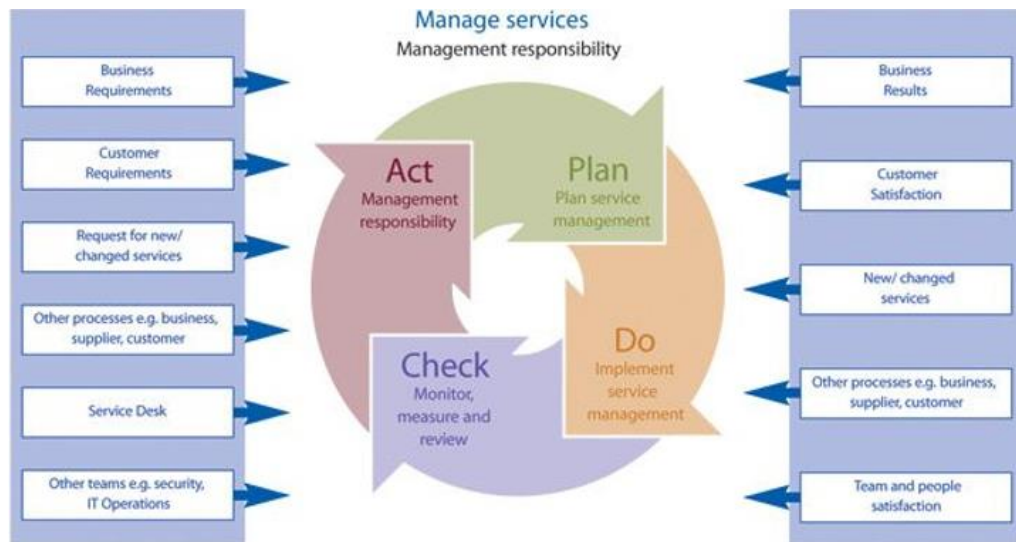 Manage services
Management responsibility
Business
Requirements
Customer
Requirements
Request for new/
changed services
Other processes e.g. business,
supplier, customer
Service Desk
Other teams e.g. security,
IT Operations
Act
Management
responsibility
Plan
Plan service
management
Check
Monitor,
measure and
review
Do
Implement
service
management
Business
Results
Customer
Satisfaction
New/ changed
services
Other processes e.g. business,
supplier, customer
Team and people
satisfaction